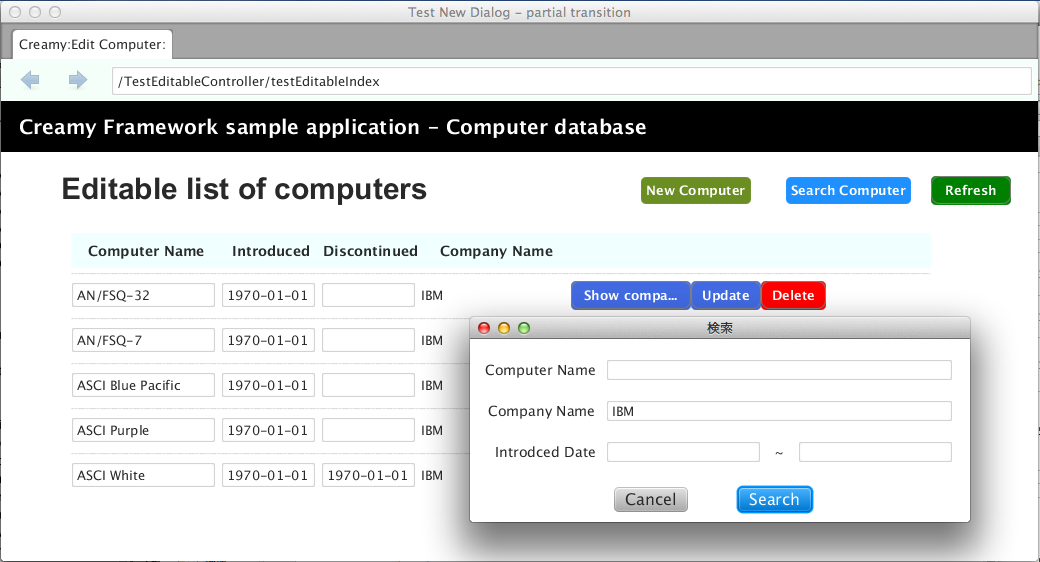 Test New Dialog – partial transition
Creamy:Edit Computer:
/TestEditableController/testEditableIndex
Creamy Framework sample application – Computer database
Editable list of computers
New Computer
Search Computer
Refresh
Computer Name Introduced Discontinued Company Name
AN/FSQ-32 1970-01-01 IBM Show compa... Update Delete
AN/FSQ-7 1970-01-01 IBM
ASCI Blue Pacific 1970-01-01 IBM
ASCI Purple 1970-01-01 IBM
ASCI White 1970-01-01 1970-01-01 IBM
検索
Computer Name
Company Name IBM
Introdced Date ~
Cancel Search